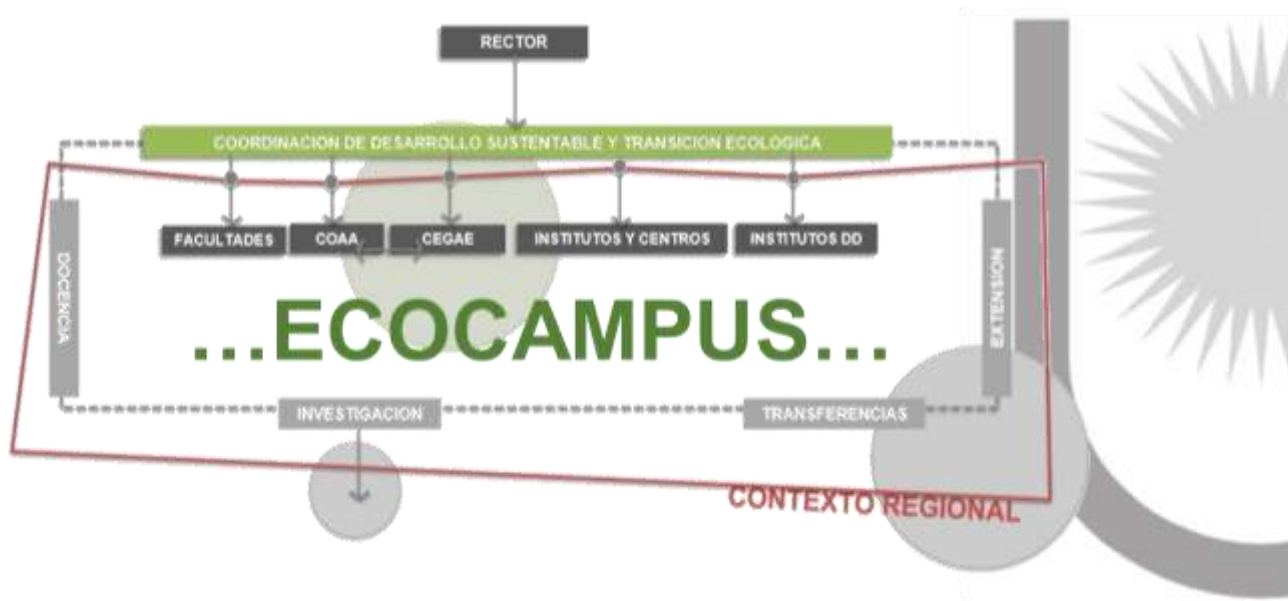 RECTOR
COORDINACION DE DESARROLLO SUSTENTABLE Y TRANSICION ECOLOGICA
FACULTADES
COAA
CEGAE
INSTITUTOS Y CENTROS
INSTITUTOS DD
DOCENCIA
EXTENSION
...ECOCAMPUS...
INVESTIGACION
TRANSFERENCIAS
CONTEXTO REGIONAL